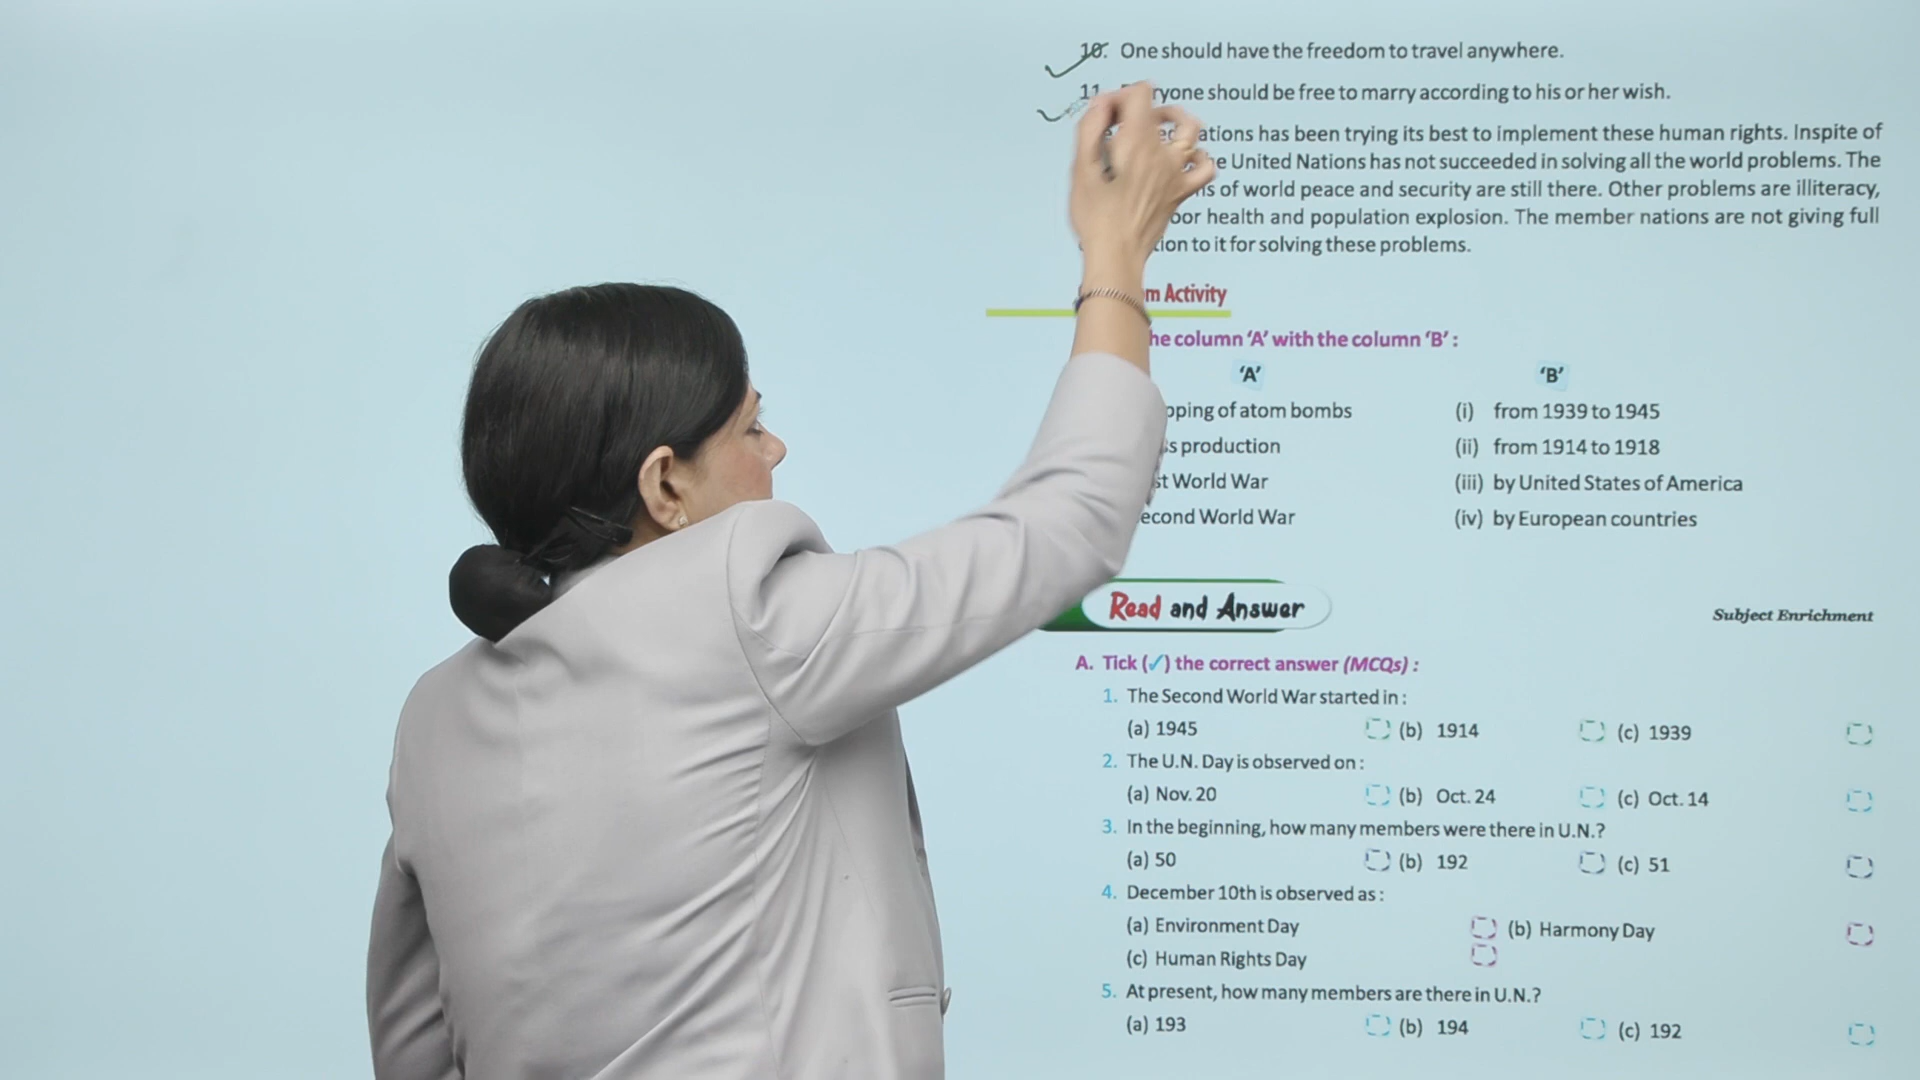 10. One should have the freedom to travel anywhere.
11. should be free to marry according to his or her wish.
has been trying its best to implement these human rights. Inspite of
United Nations has not succeeded in solving all the world problems. The
of world peace and security are still there. Other problems are illiteracy,
health and population explosion. The member nations are not giving full
to it for solving these problems.
Activity
column ‘A’ with the column ‘B’ :
‘A’ ‘B’
of atom bombs (i) from 1939 to 1945
production (ii) from 1914 to 1918
World War (iii) by United States of America
World War (iv) by European countries
Read and Answer
Subject Enrichment
A. Tick (✓) the correct answer (MCQs) :
1. The Second World War started in :
(a) 1945 (b) 1914 (c) 1939
2. The U.N. Day is observed on :
(a) Nov. 20 (b) Oct. 24 (c) Oct. 14
3. In the beginning, how many members were there in U.N.?
(a) 50 (b) 192 (c) 51
4. December 10th is observed as :
(a) Environment Day (b) Harmony Day
(c) Human Rights Day
5. At present, how many members are there in U.N.?
(a) 193 (b) 194 (c) 192